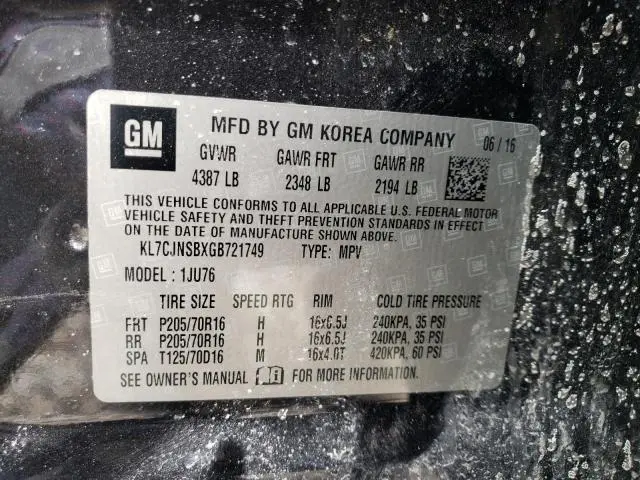 GM MFD BY GM KOREA COMPANY 06 / 16
GVWR GAWR FRT GAWR RR
4387 LB 2348 LB 2194 LB
THIS VEHICLE CONFORMS TO ALL APPLICABLE U.S. FEDERAL MOTOR
VEHICLE SAFETY AND THEFT PREVENTION STANDARDS IN EFFECT
ON THE DATE OF MANUFACTURE SHOWN ABOVE.
KL7CJNSBXGB721749 TYPE: MPV
MODEL : 1JU76
TIRE SIZE SPEED RTG RIM COLD TIRE PRESSURE
FRT P205/70R16 H 16x6.5J 240KPA, 35 PSI
RR P205/70R16 H 16x6.5J 240KPA, 35 PSI
SPA T125/70D16 M 16x4.0T 420KPA, 60 PSI
SEE OWNER'S MANUAL FOR MORE INFORMATION.